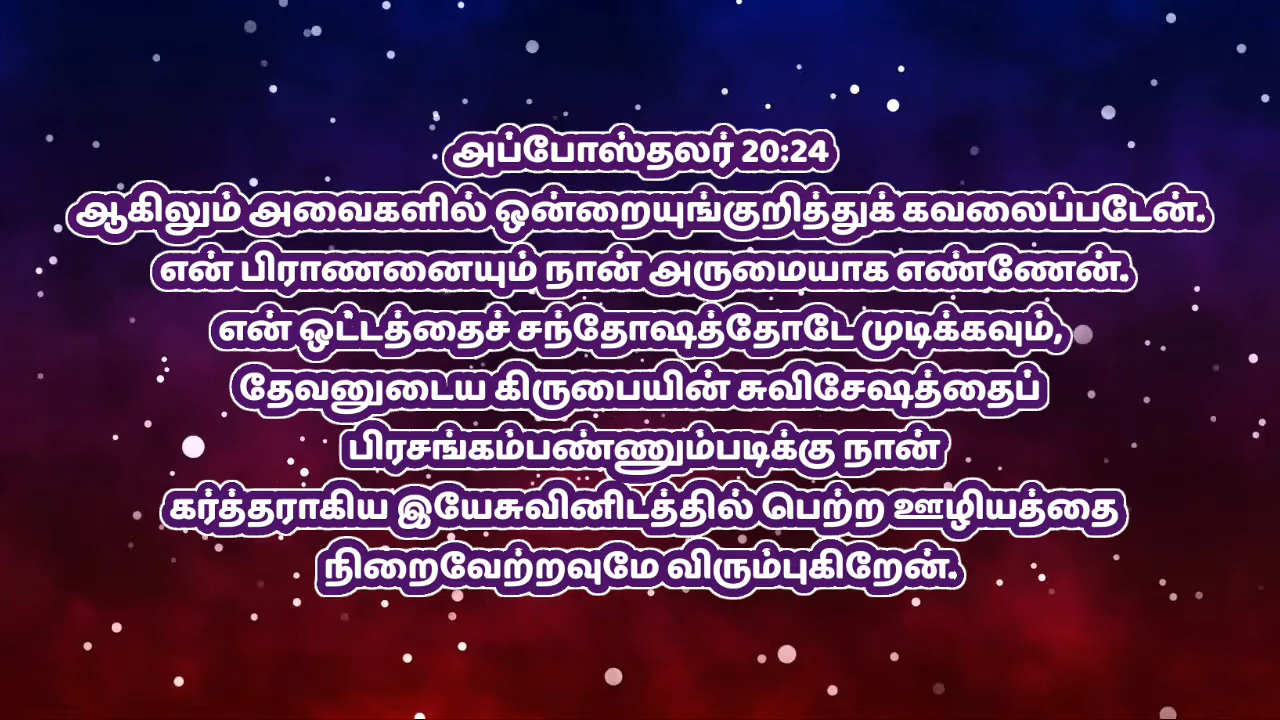 அப்போஸ்தலர் 20:24
ஆகிலும் அவைகளில் ஒன்றையுங்குறித்துக் கவலைப்படேன்.
என் பிராணனையும் நான் அருமையாக எண்ணேன்.
என் ஒட்டத்தைச் சந்தோஷத்தோடே முடிக்கவும்,
தேவனுடைய கிருபையின் சுவிசேஷத்தைப்
பிரசங்கம்பண்ணும்படிக்கு நான்
கர்த்தராகிய இயேசுவினிடத்தில் பெற்ற ஊழியத்தை
நிறைவேற்றவுமே விரும்புகிறேன்.